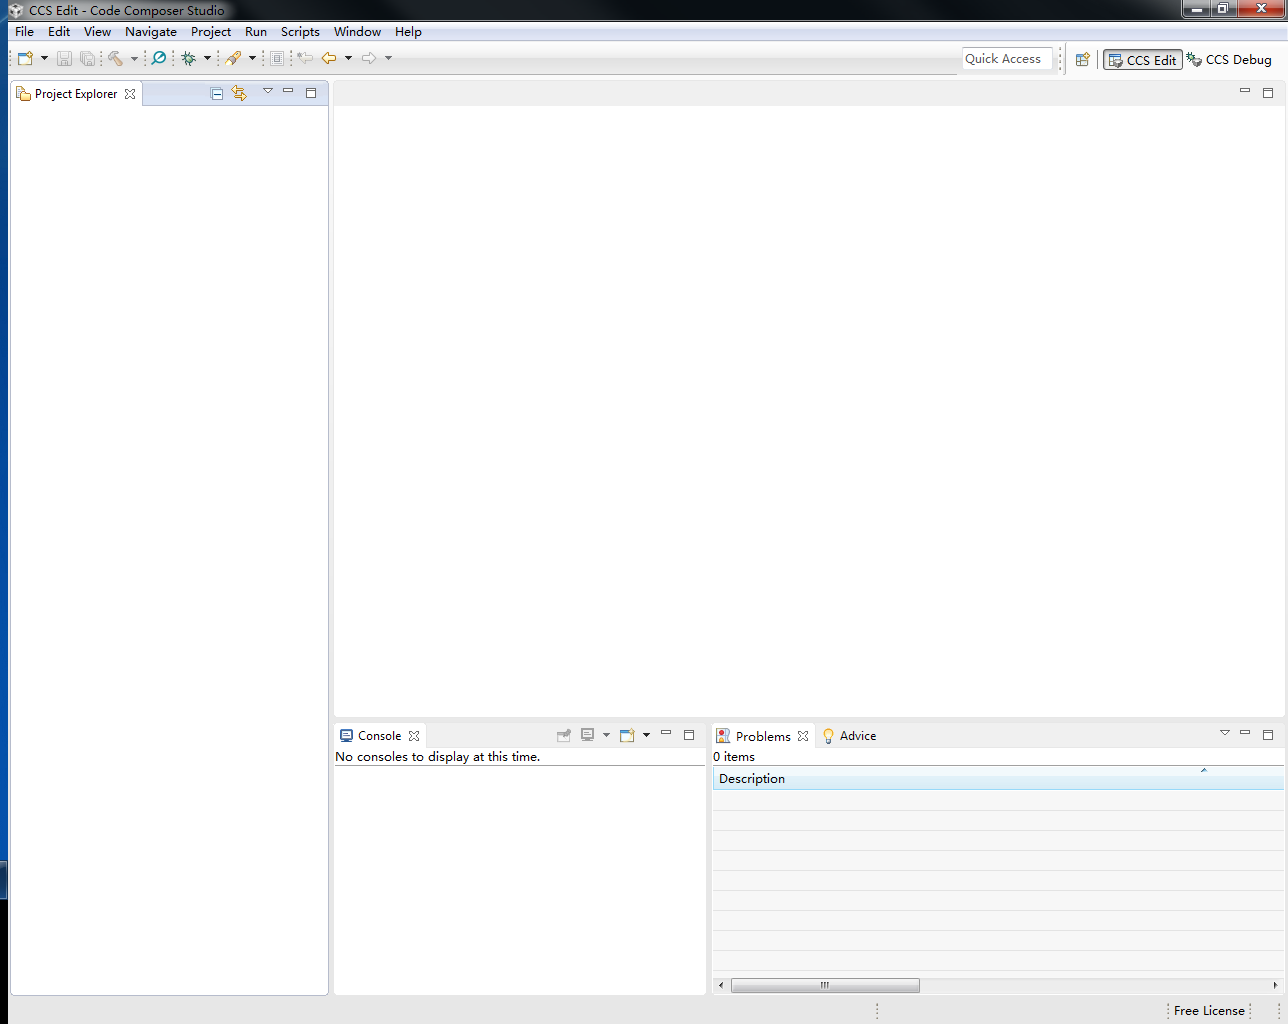 CCS Edit - Code Composer Studio
File Edit View Navigate Project Run Scripts Window Help
Quick Access CCS Edit CCS Debug
Project Explorer
Console
No consoles to display at this time.
Problems Advice
0 items
Description
Free License